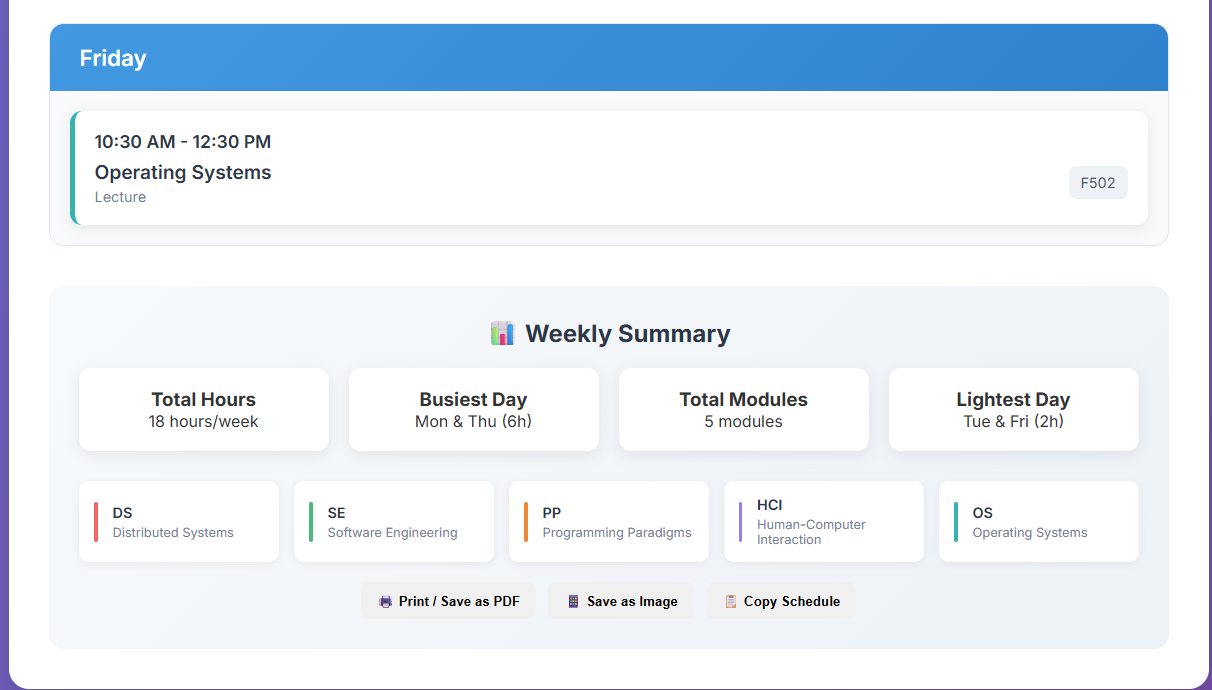 Friday
10:30 AM - 12:30 PM
Operating Systems
Lecture
F502
Weekly Summary
Total Hours
18 hours/week
Busiest Day
Mon & Thu (6h)
Total Modules
5 modules
Lightest Day
Tue & Fri (2h)
DS
Distributed Systems
SE
Software Engineering
PP
Programming Paradigms
HCI
Human-Computer
Interaction
OS
Operating Systems
Print / Save as PDF
Save as Image
Copy Schedule